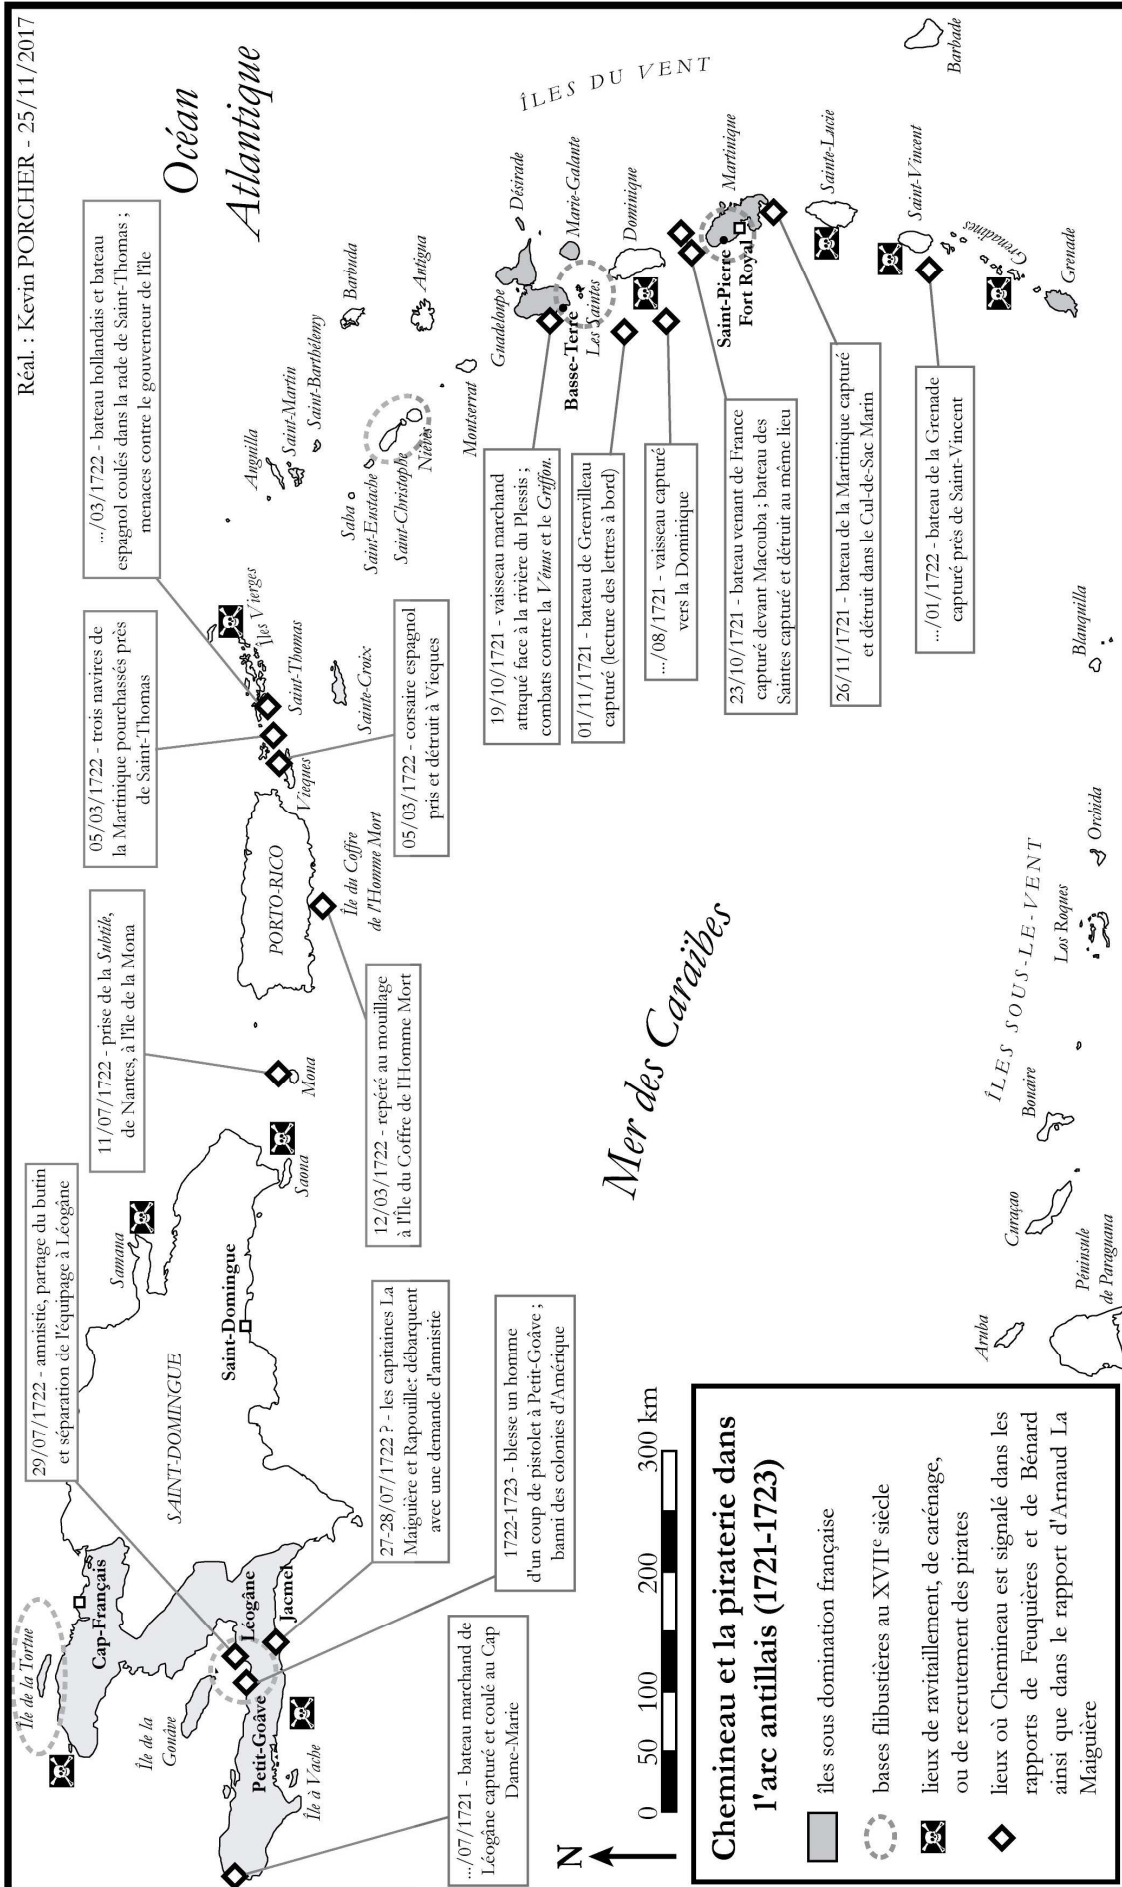 Réal. : Kevin PORCHER - 25/11/2017
Océan
Atlantique
29/07/1722 - amnistie, partage du butin
et séparation de l'équipage à Léogâne
11/07/1722 - prise de la Subtile,
de Nantes, à l'île de la Mona
05/03/1722 - trois navires de
la Martinique pourchassés près
de Saint-Thomas
.../03/1722 - bateau hollandais et bateau
espagnol coulés dans la rade de Saint-Thomas ;
menaces contre le gouverneur de l'île
Île de la Tortue
Cap-Français
SAINT-DOMINGUE
Samana
Saint-Domingue
Saona
Mona
PORTO-RICO
Île du Coffre
de l'Homme Mort
Vieques
Saint-Thomas
Îles Vierges
Sainte-Croix
Anguilla
Saint-Martin
Saint-Barthélemy
Saba
Saint-Eustache
Saint-Christophe
Niévès
Barbuda
Antigua
Montserrat
Île de la
Gonâve
Léogâne
Petit-Goâve
Jacmel
Île à Vache
.../07/1721 - bateau marchand de
Léogâne capturé et coulé au Cap
Dame-Marie
1722-1723 - blesse un homme
d'un coup de pistolet à Petit-Goâve ;
banni des colonies d'Amérique
27-28/07/1722 ? - les capitaines La
Maiguière et Rapouille: débarquent
avec une demande d'amnistie
12/03/1722 - repéré au mouillage
à l'Île du Coffre de l'Homme Mort
05/03/1722 - corsaire espagnol
pris et détruit à Vicques
19/10/1721 - vaisseau marchand
attaqué face à la rivière du Plessis ;
combats contre la Vénus et le Griffon.
01/11/1721 - bateau de Grenvilleau
capturé (lecture des lettres à bord)
.../08/1721 - vaisseau capturé
vers la Dominique
23/10/1721 - bateau venant de France
capturé devant Macouba ; bateau des
Saintes capturé et détruit au même lieu
26/11/1721 - bateau de la Martinique capturé
et détruit dans le Cul-de-Sac Marin
.../01/1722 - bateau de la Grenade
capturé près de Saint-Vincent
Guadeloupe
Désirade
Marie-Galante
Basse-Terre
Les Saintes
Dominique
ÎLES DU VENT
Martinique
Saint-Pierre
Fort Royal
Sainte-Lucie
Saint-Vincent
Barbade
Grenadines
Grenade
Mer des Caraïbes
ÎLES SOUS-LE-VENT
Aruba
Curaçao
Bonaire
Los Roques
Orchida
Blanquilla
Péninsule
de Paraguana
N
0 50 100 200 300 km
Chemineau et la piraterie dans
l'arc antillais (1721-1723)
îles sous domination française
bases flibustières au XVIIe siècle
lieux de ravitaillement, de carénage,
ou de recrutement des pirates
lieux où Chemineau est signalé dans les
rapports de Feuquières et de Bénard
ainsi que dans le rapport d'Arnaud La
Maiguière